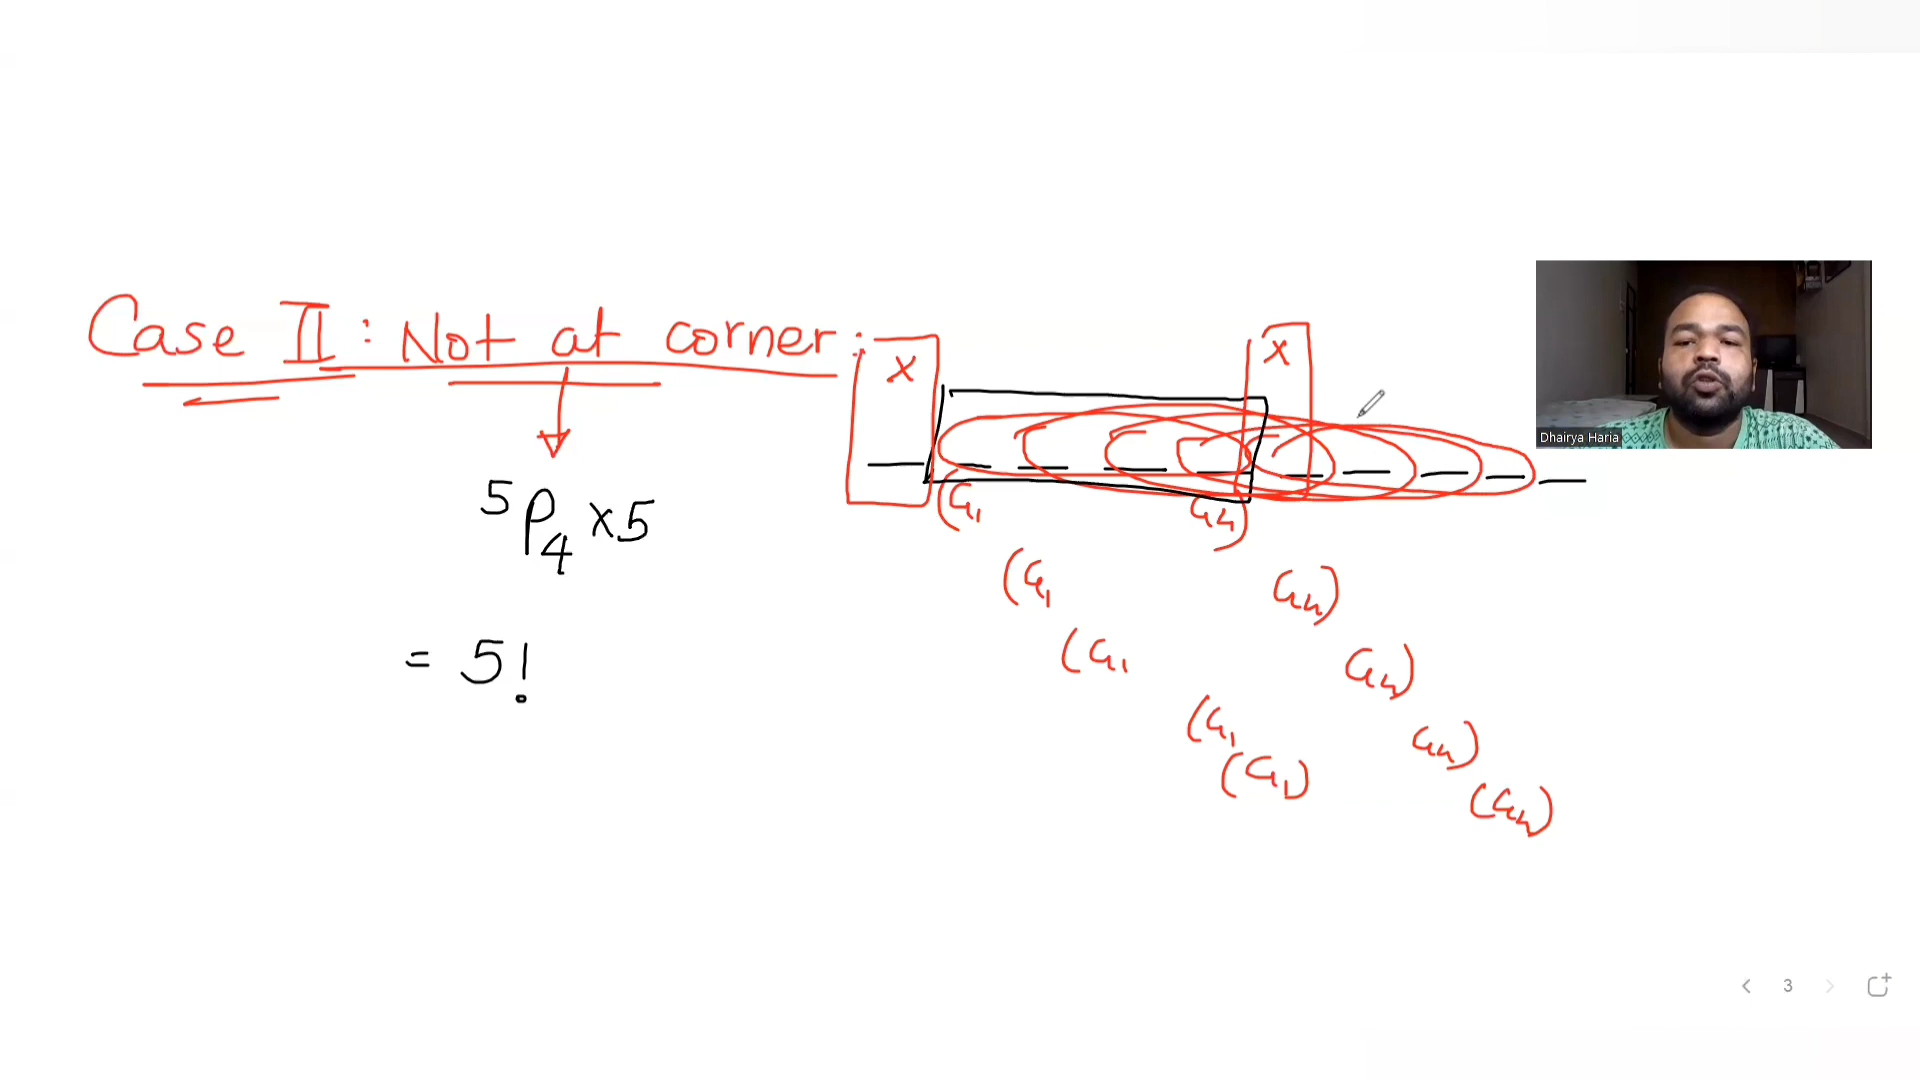 Case II : Not at corner :
X
X
⁵P₄ x 5
= 5!
(G₁ G₄)
(G₁ G₄)
(G₁ G₄)
(G₁ G₄)
(G₁) (G₄)
Dhairya Haria
3